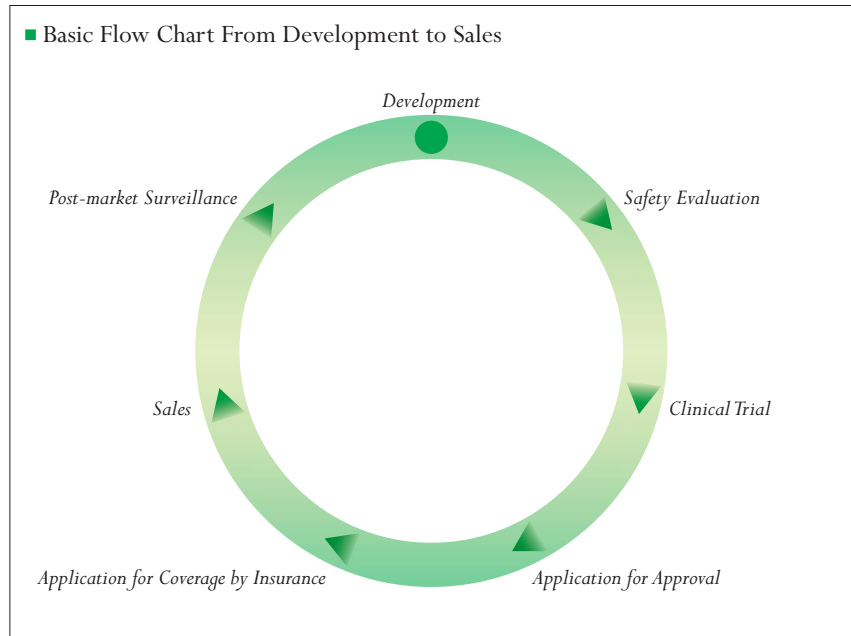 Basic Flow Chart From Development to Sales
Development
Safety Evaluation
Clinical Trial
Application for Approval
Application for Coverage by Insurance
Sales
Post-market Surveillance